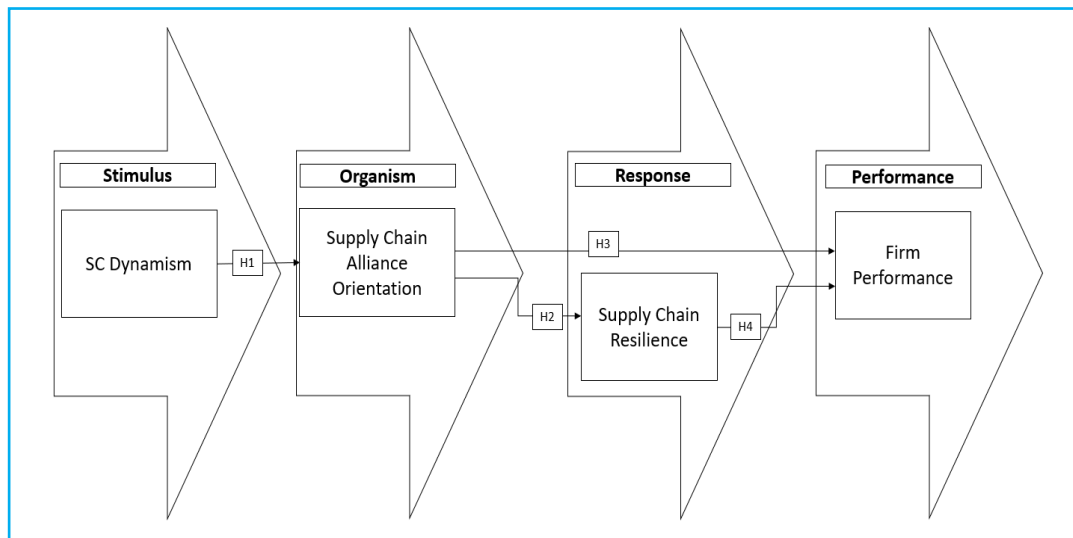 Stimulus
SC Dynamism
H1
Organism
Supply Chain
Alliance
Orientation
H3
H2
Response
Supply Chain
Resilience
H4
Performance
Firm
Performance